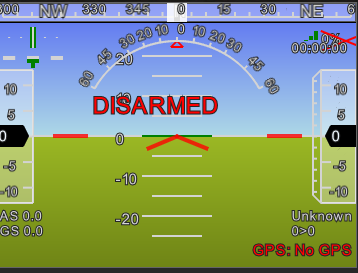 300 NW 330 345 0 15 30 NE 6
60 45 30 20 10 0 10 20 30 45 60
0%
00:00:00
20
DISARMED
10 10
5 5
0 0 0
-5 -5
-10 -10 -10
-20
AS 0.0 Unknown
GS 0.0 0>0
GPS: No GPS